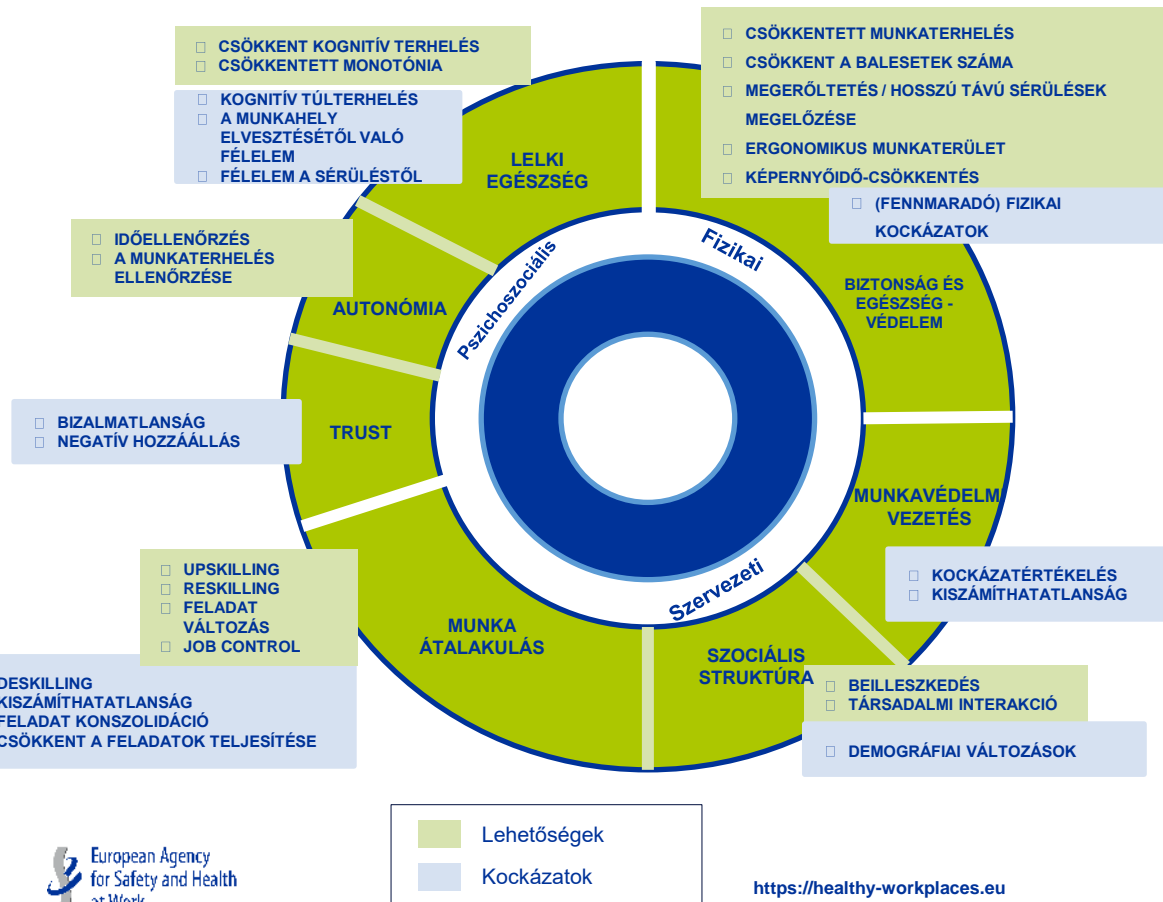 CSÖKKENT KOGNITÍV TERHELÉS
CSÖKKENTETT MONOTÓNIA
KOGNITÍV TÚLTERHELÉS
A MUNKAHELY
ELVESZTÉSÉTŐL VALÓ
FÉLELEM
FÉLELEM A SÉRÜLÉSTŐL
LELKI
EGÉSZSÉG
CSÖKKENTETT MUNKATERHELÉS
CSÖKKENT A BALESETEK SZÁMA
MEGERŐLTETÉS / HOSSZÚ TÁVÚ SÉRÜLÉSEK
MEGELŐZÉSE
ERGONOMIKUS MUNKATERÜLET
KÉPERNYŐIDŐ-CSÖKKENTÉS
(FENNMARADÓ) FIZIKAI
KOCKÁZATOK
IDŐELLENŐRZÉS
A MUNKATERHELÉS
ELLENŐRZÉSE
AUTONÓMIA
Pszichoszociális
Fizikai
BIZTONSÁG ÉS
EGÉSZSÉG -
VÉDELEM
BIZALMATLANSÁG
NEGATÍV HOZZÁÁLLÁS
TRUST
MUNKAVÉDELM
VEZETÉS
KOCKÁZATÉRTÉKELÉS
KISZÁMÍTHATATLANSÁG
Szervezeti
UPSKILLING
RESKILLING
FELADAT
VÁLTOZÁS
JOB CONTROL
MUNKA
ÁTALAKULÁS
SZOCIÁLIS
STRUKTÚRA
BEILLESZKEDÉS
TÁRSADALMI INTERAKCIÓ
DEMOGRÁFIAI VÁLTOZÁSOK
DESKILLING
KISZÁMÍTHATATLANSÁG
FELADAT KONSZOLIDÁCIÓ
CSÖKKENT A FELADATOK TELJESÍTÉSE
Lehetőségek
Kockázatok
European Agency
for Safety and Health
at Work
https://healthy-workplaces.eu